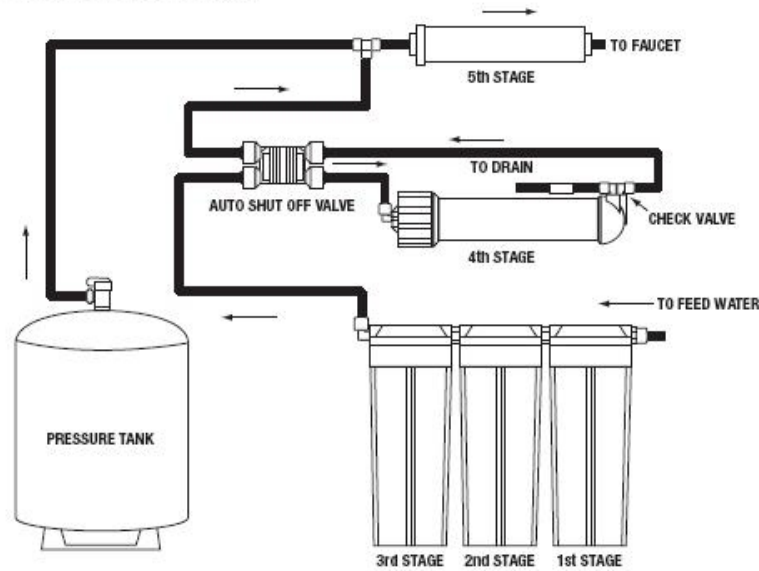 TO FAUCET
5th STAGE
TO DRAIN
AUTO SHUT OFF VALVE
CHECK VALVE
4th STAGE
TO FEED WATER
PRESSURE TANK
3rd STAGE
2nd STAGE
1st STAGE